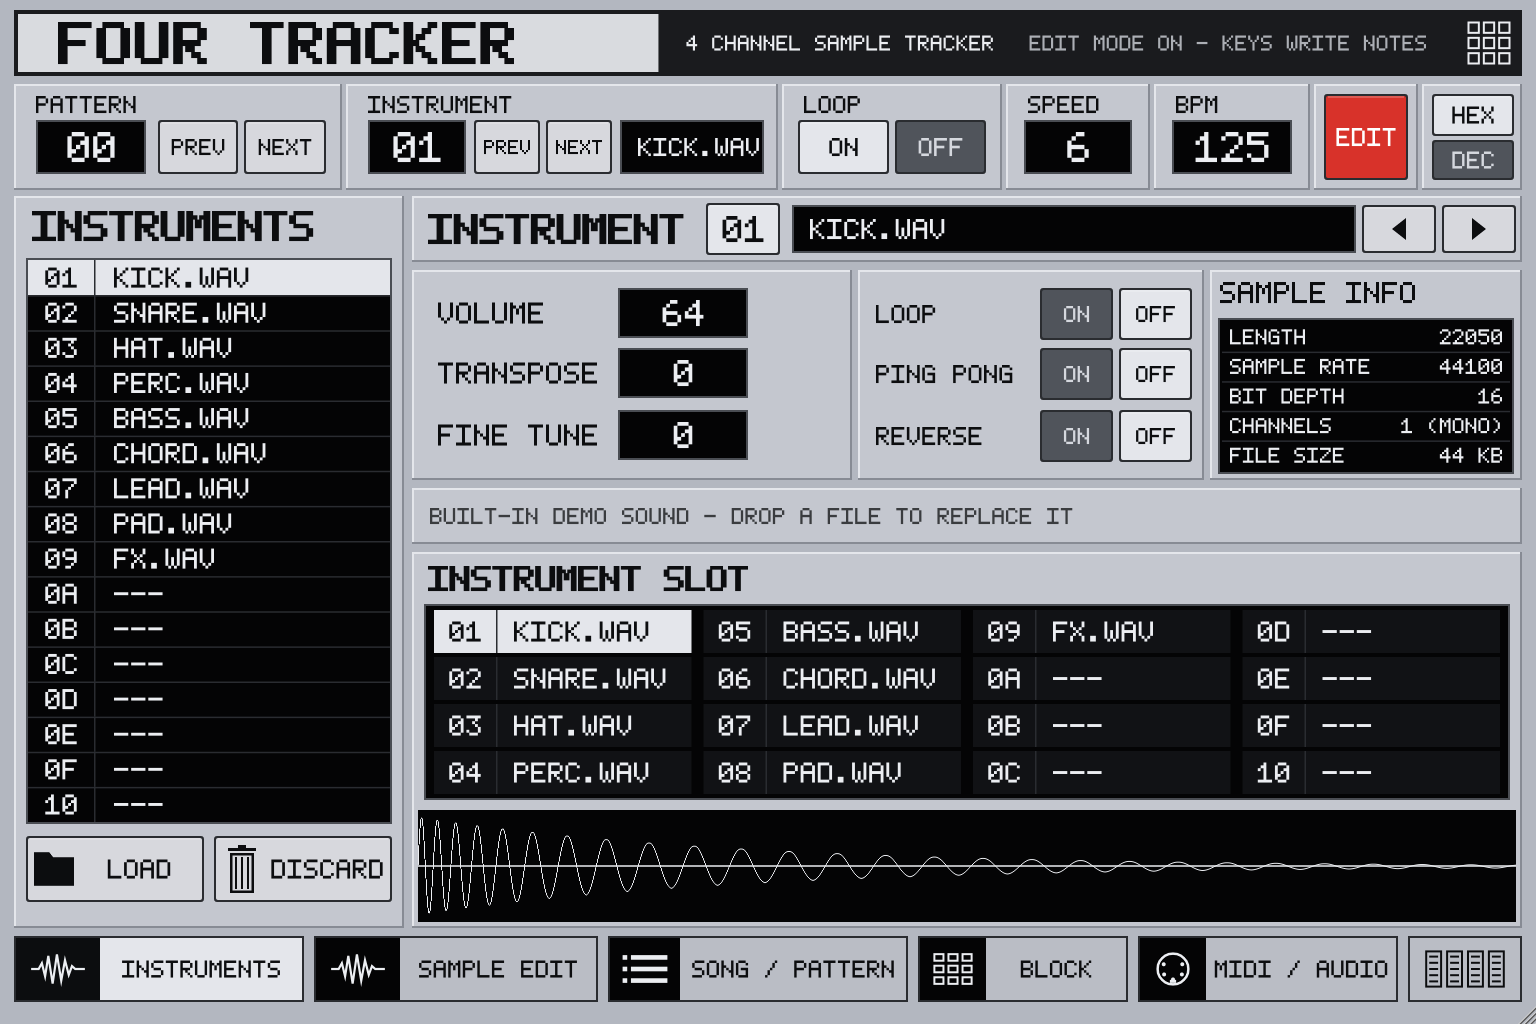 FOUR TRACKER
4 CHANNEL SAMPLE TRACKER
EDIT MODE ON - KEYS WRITE NOTES
PATTERN
00
PREV
NEXT
INSTRUMENT
01
PREV
NEXT
KICK.WAV
LOOP
ON
OFF
SPEED
6
BPM
125
EDIT
HEX
DEC
INSTRUMENTS
01 KICK.WAV
02 SNARE.WAV
03 HAT.WAV
04 PERC.WAV
05 BASS.WAV
06 CHORD.WAV
07 LEAD.WAV
08 PAD.WAV
09 FX.WAV
0A ---
0B ---
0C ---
0D ---
0E ---
0F ---
10 ---
LOAD
DISCARD
INSTRUMENT 01 KICK.WAV
VOLUME 64
TRANSPOSE 0
FINE TUNE 0
LOOP ON OFF
PING PONG ON OFF
REVERSE ON OFF
SAMPLE INFO
LENGTH 22050
SAMPLE RATE 44100
BIT DEPTH 16
CHANNELS 1 (MONO)
FILE SIZE 44 KB
BUILT-IN DEMO SOUND - DROP A FILE TO REPLACE IT
INSTRUMENT SLOT
01 KICK.WAV 05 BASS.WAV 09 FX.WAV 0D ---
02 SNARE.WAV 06 CHORD.WAV 0A --- 0E ---
03 HAT.WAV 07 LEAD.WAV 0B --- 0F ---
04 PERC.WAV 08 PAD.WAV 0C --- 10 ---
INSTRUMENTS
SAMPLE EDIT
SONG / PATTERN
BLOCK
MIDI / AUDIO